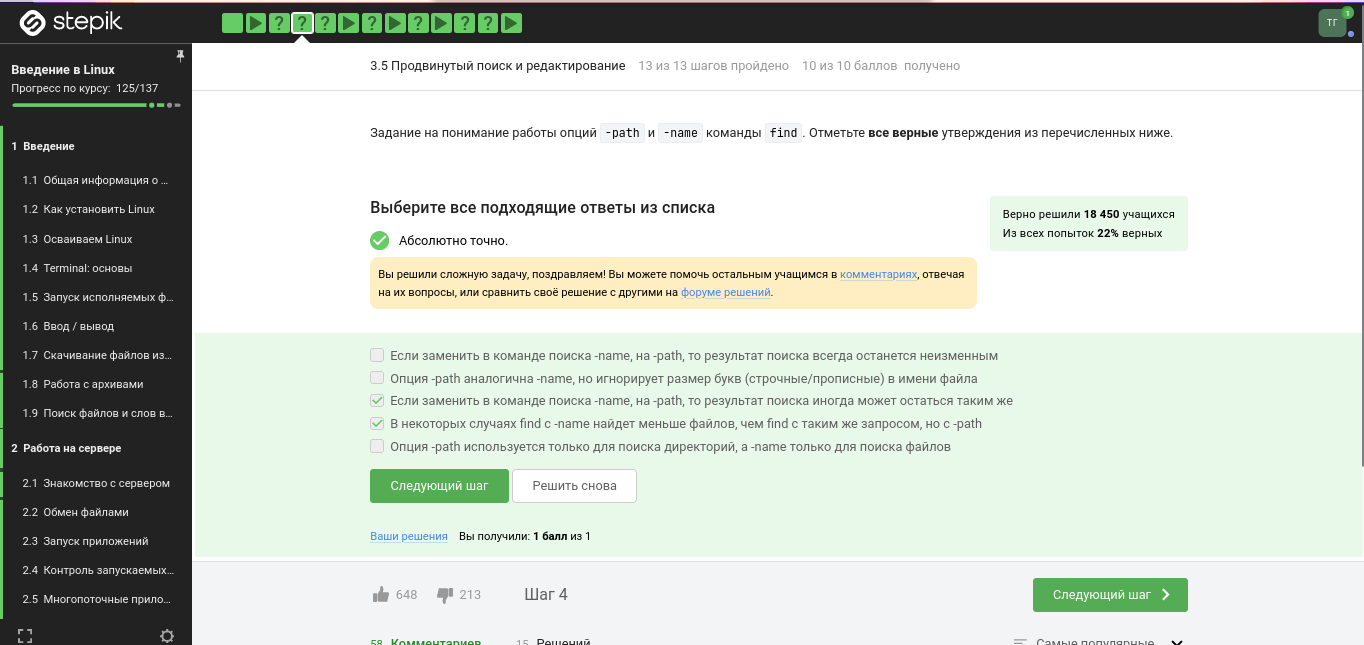 stepik
? ? ? ? ? ? ?
ТГ 1
Введение в Linux
Прогресс по курсу: 125/137
1 Введение
1.1 Общая информация о ...
1.2 Как установить Linux
1.3 Осваиваем Linux
1.4 Terminal: основы
1.5 Запуск исполняемых ф...
1.6 Ввод / вывод
1.7 Скачивание файлов из...
1.8 Работа с архивами
1.9 Поиск файлов и слов в...
2 Работа на сервере
2.1 Знакомство с сервером
2.2 Обмен файлами
2.3 Запуск приложений
2.4 Контроль запускаемых...
2.5 Многопоточные прило...
3.5 Продвинутый поиск и редактирование 13 из 13 шагов пройдено 10 из 10 баллов получено
Задание на понимание работы опций -path и -name команды find. Отметьте все верные утверждения из перечисленных ниже.
Выберите все подходящие ответы из списка
Верно решили 18 450 учащихся
Из всех попыток 22% верных
Абсолютно точно.
Вы решили сложную задачу, поздравляем! Вы можете помочь остальным учащимся в комментариях, отвечая
на их вопросы, или сравнить своё решение с другими на форуме решений.
Если заменить в команде поиска -name, на -path, то результат поиска всегда останется неизменным
Опция -path аналогична -name, но игнорирует размер букв (строчные/прописные) в имени файла
Если заменить в команде поиска -name, на -path, то результат поиска иногда может остаться таким же
В некоторых случаях find с -name найдет меньше файлов, чем find с таким же запросом, но с -path
Опция -path используется только для поиска директорий, а -name только для поиска файлов
Следующий шаг Решить снова
Ваши решения Вы получили: 1 балл из 1
648 213 Шаг 4 Следующий шаг
58 Комментариев 15 Решений Самые популярные